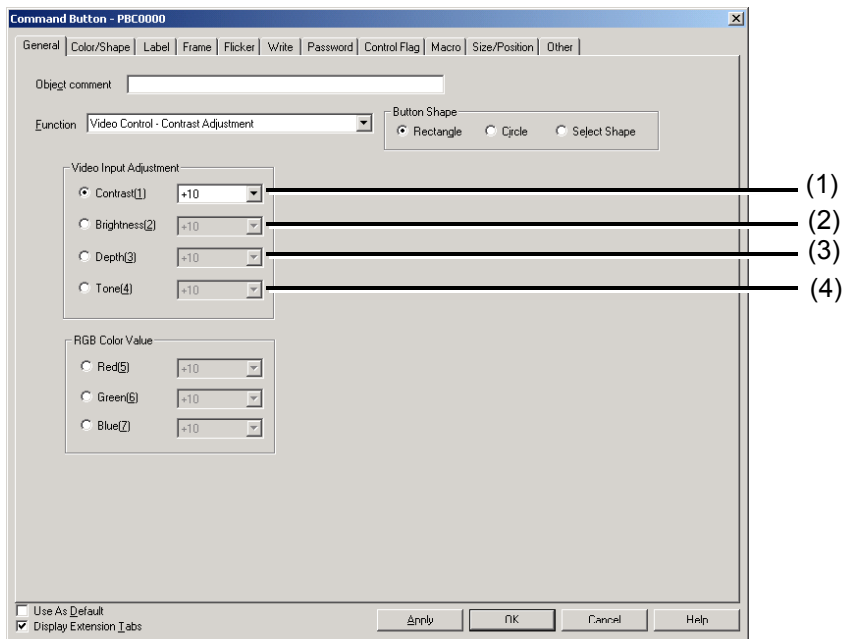 Command Button - PBC0000
General Color/Shape Label Frame Flicker Write Password Control Flag Macro Size/Position Other
Object comment
Function Video Control - Contrast Adjustment
Button Shape
Rectangle Circle Select Shape
Video Input Adjustment
Contrast(1) +10 (1)
Brightness(2) +10 (2)
Depth(3) +10 (3)
Tone(4) +10 (4)
RGB Color Value
Red(5) +10
Green(6) +10
Blue(7) +10
Use As Default
Display Extension Tabs
Apply OK Cancel Help